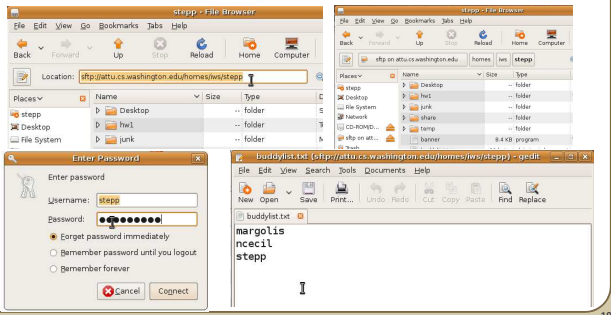 stepp - File Browser
File Edit View Go Bookmarks Tabs Help
Back Forward Up Stop Reload Home Computer
Location: sftp://attu.cs.washington.edu/homes/iws/stepp
Places Name Size Type
stepp Desktop -- folder
Desktop hw1 -- folder
File System junk -- folder
stepp - File Browser
File Edit View Go Bookmarks Tabs Help
Back Forward Up Stop Reload Home Computer
sftp on attu.cs.washington.edu homes iws stepp
Places Name Size Type
stepp Desktop -- folder
Desktop hw1 -- folder
File System junk -- folder
Network share -- folder
CD-ROM/D... temp -- folder
sftp on att... banner 8.4 KB program
Trash
Enter Password
Enter password
Username: stepp
Password:
Forget password immediately
Remember password until you logout
Remember forever
Cancel Connect
buddylist.txt (sftp://attu.cs.washington.edu/homes/iws/stepp) - gedit
File Edit View Search Tools Documents Help
New Open Save Print... Undo Redo Cut Copy Paste Find Replace
buddylist.txt
margolis
ncecil
stepp